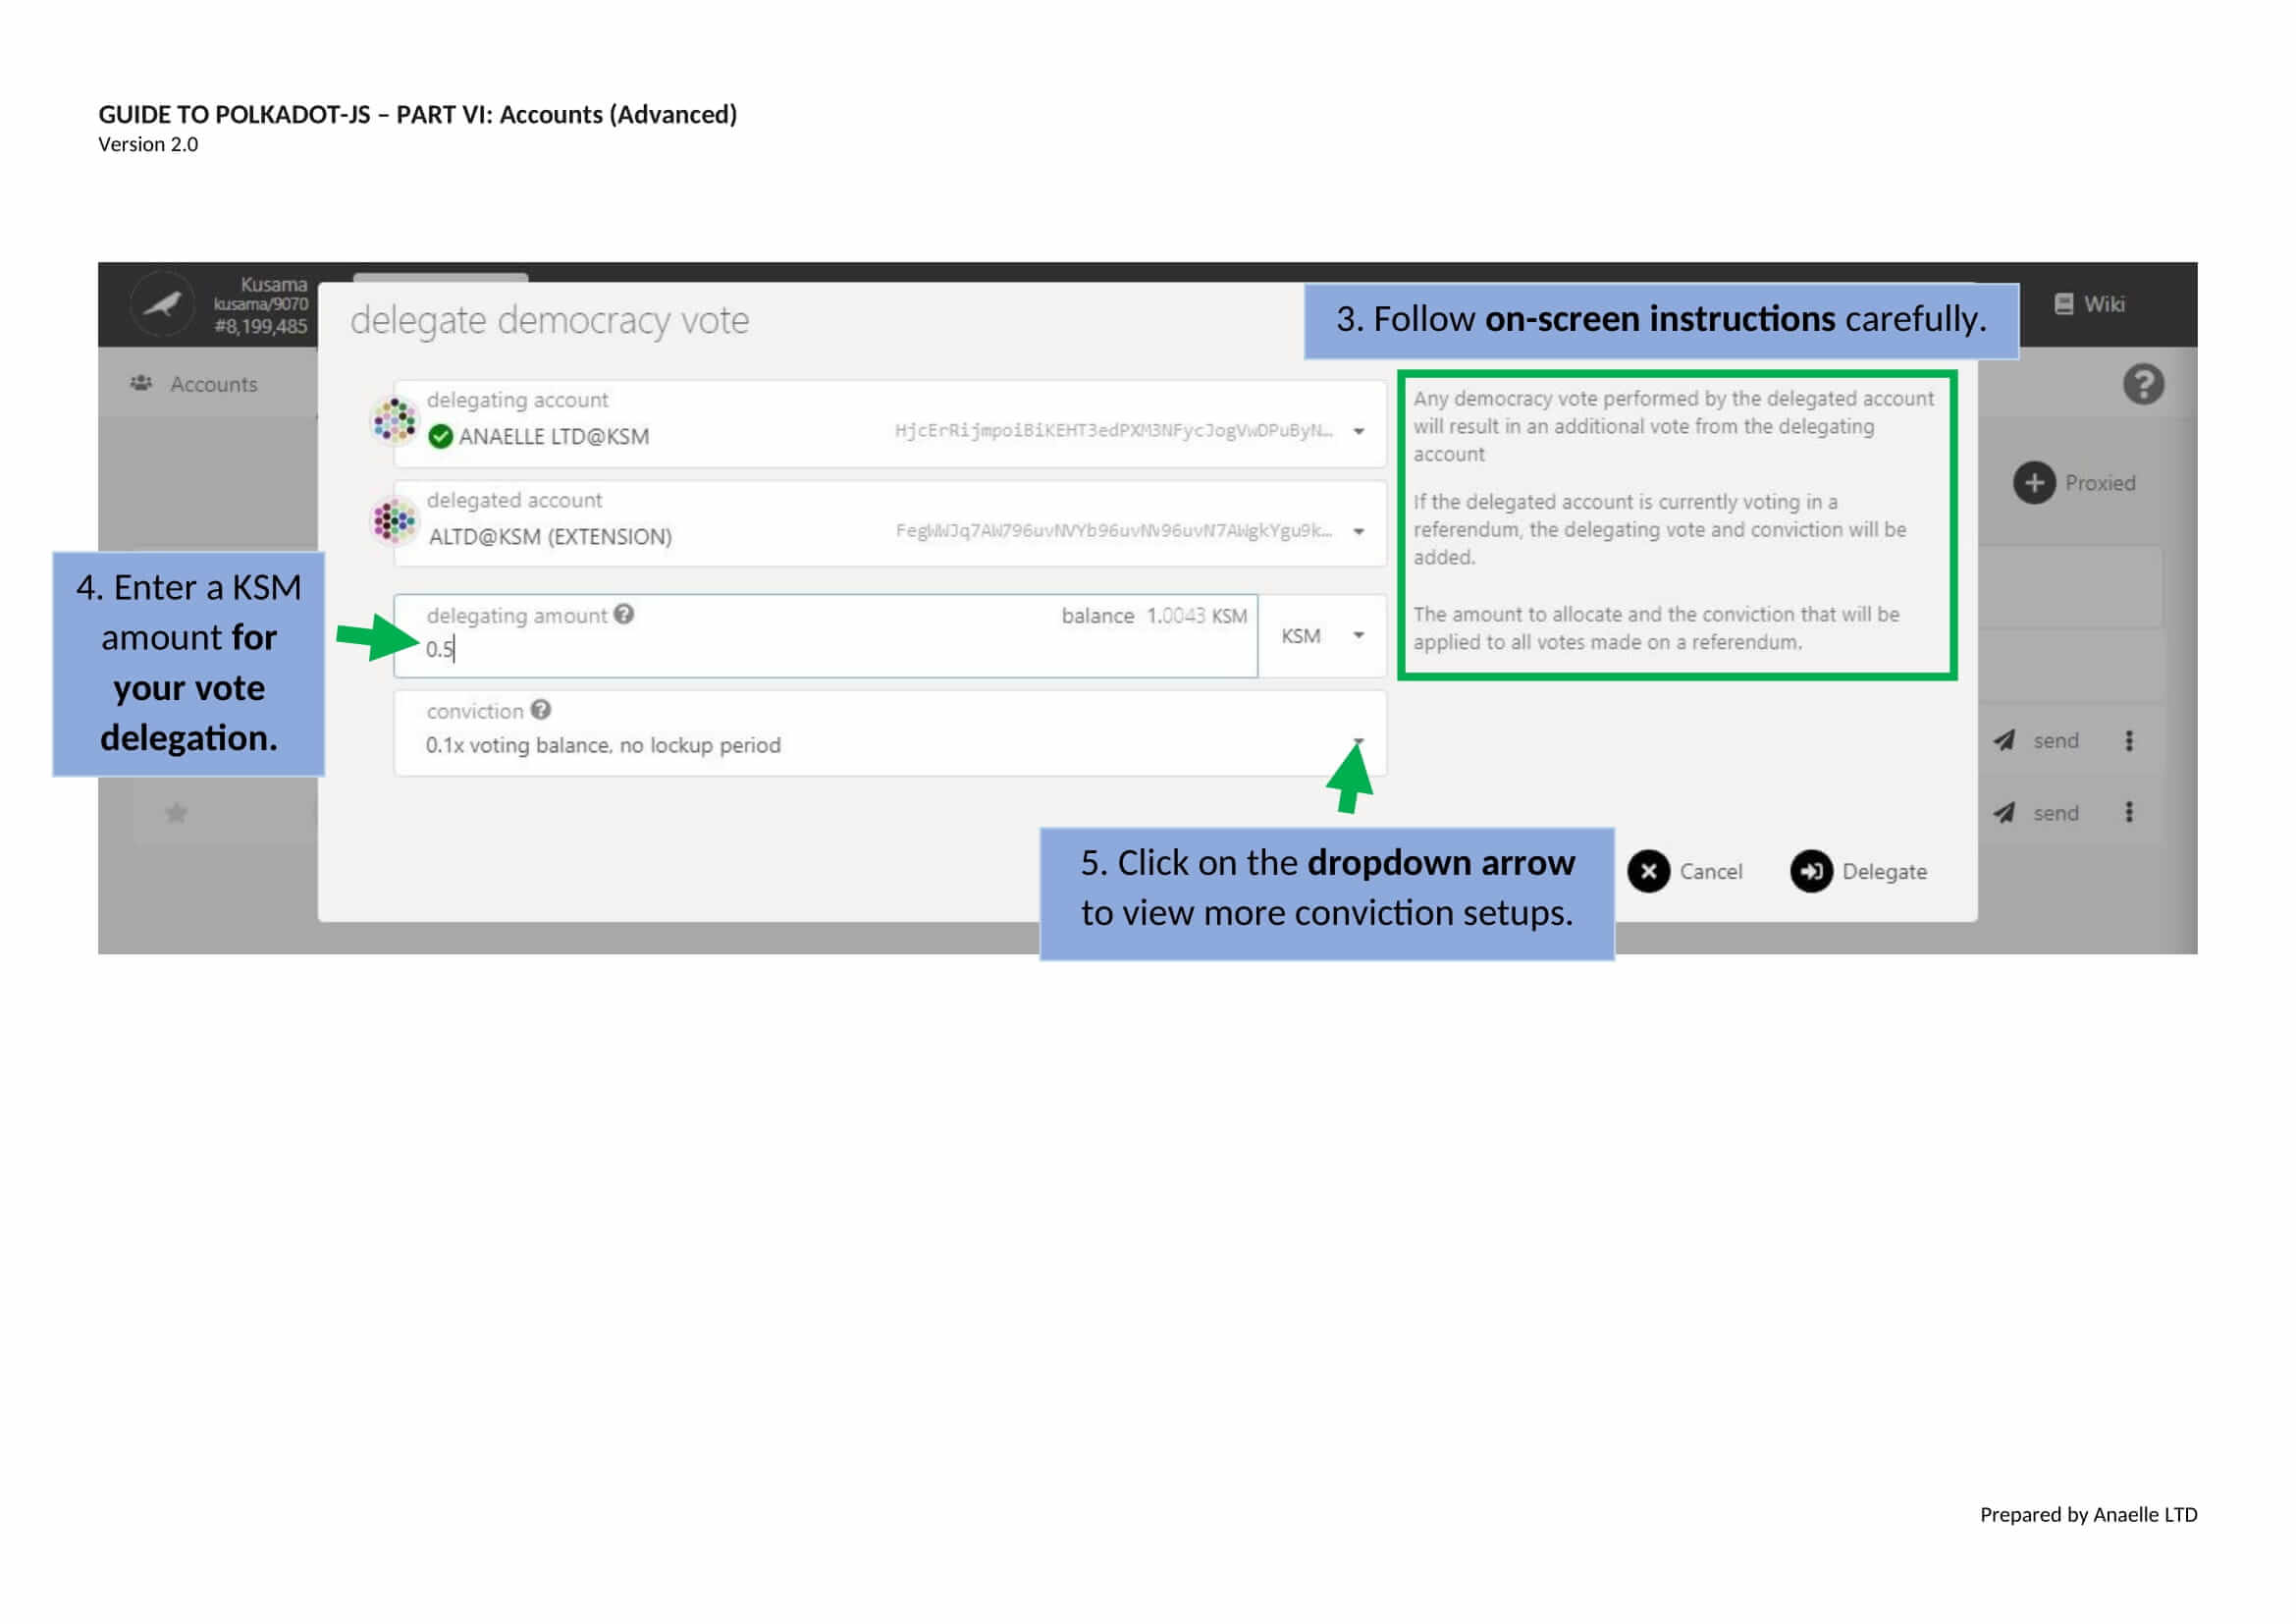 GUIDE TO POLKADOT-JS – PART VI: Accounts (Advanced)
Version 2.0
Kusama
kusama/9070
#8,199,485
delegate democracy vote
3. Follow on-screen instructions carefully.
Wiki
Accounts
delegating account
ANAELLE LTD@KSM
HjcErRijmpoiBiKEHT3edPXM3NFycJogVwDPuByN…
Any democracy vote performed by the delegated account
will result in an additional vote from the delegating
account
Proxied
delegated account
ALTD@KSM (EXTENSION)
If the delegated account is currently voting in a
referendum, the delegating vote and conviction will be
added.
4. Enter a KSM
amount for
your vote
delegation.
delegating amount
balance 1.0043 KSM
0.5
KSM
The amount to allocate and the conviction that will be
applied to all votes made on a referendum.
conviction
0.1x voting balance, no lockup period
send
send
5. Click on the dropdown arrow
to view more conviction setups.
Cancel
Delegate
Prepared by Anaelle LTD